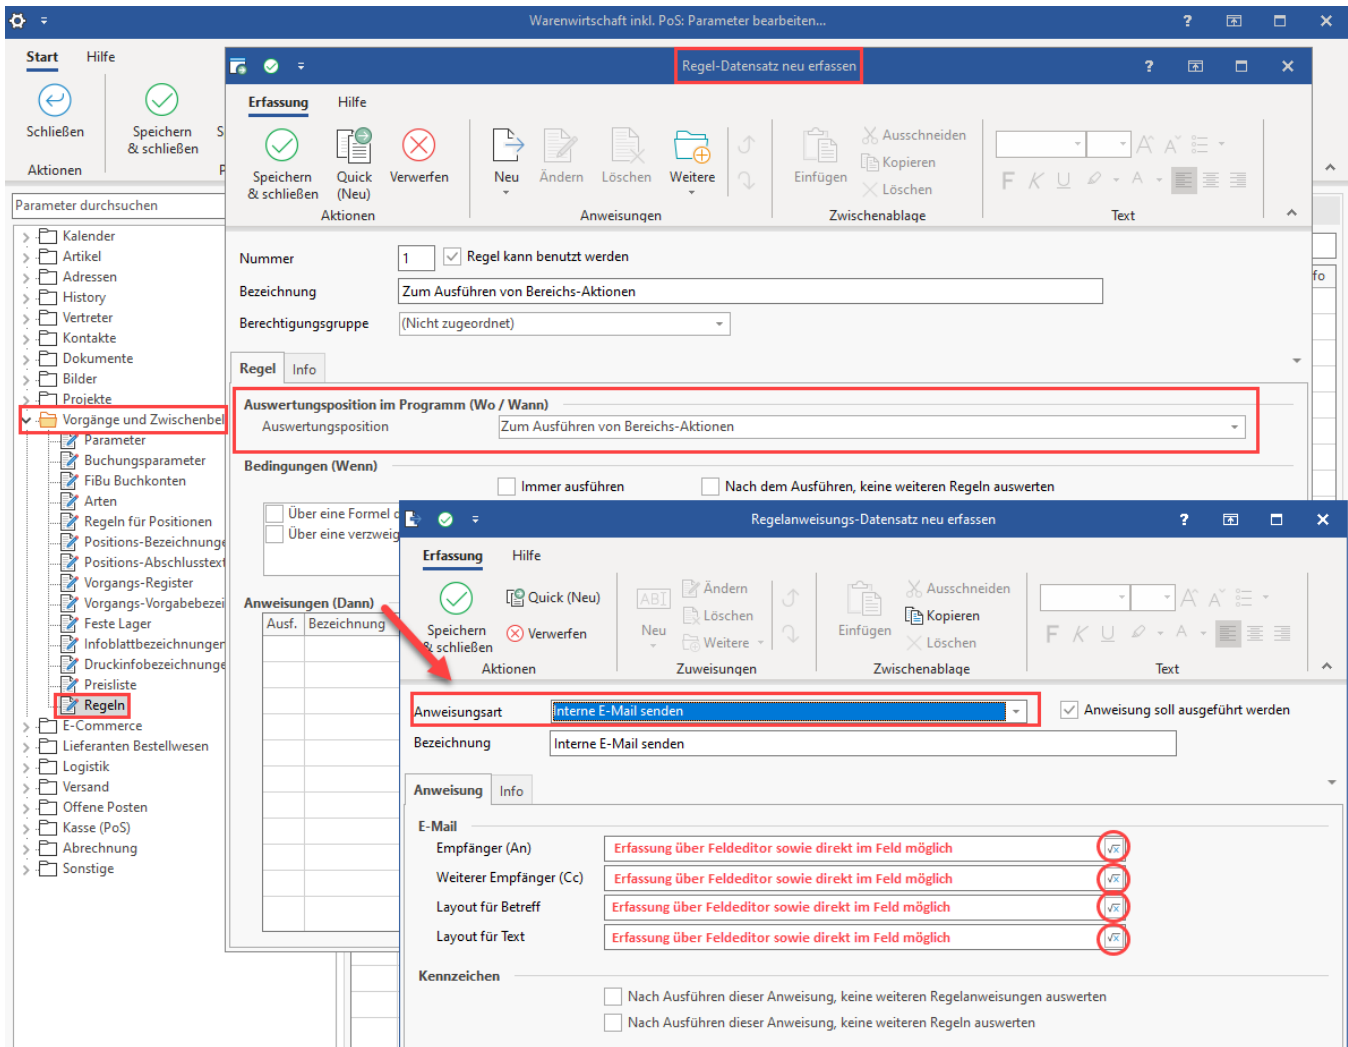 Warenwirtschaft inkl. PoS: Parameter bearbeiten...
Start Hilfe
Schließen
Speichern
& schließen
S
Aktionen
P
Parameter durchsuchen
Kalender
Artikel
Adressen
History
Vertreter
Kontakte
Dokumente
Bilder
Projekte
Vorgänge und Zwischenbel
Parameter
Buchungsparameter
FiBu Buchkonten
Arten
Regeln für Positionen
Positions-Bezeichnunge
Positions-Abschlusstext
Vorgangs-Register
Vorgangs-Vorgabebezei
Feste Lager
Infoblattbezeichnungen
Druckinfobezeichnunge
Preisliste
Regeln
E-Commerce
Lieferanten Bestellwesen
Logistik
Versand
Offene Posten
Kasse (PoS)
Abrechnung
Sonstige
fo
Regel-Datensatz neu erfassen
Erfassung Hilfe
Speichern
& schließen
Quick
(Neu)
Verwerfen
Aktionen
Neu
Ändern
Löschen
Weitere
Anweisungen
Einfügen
Ausschneiden
Kopieren
Löschen
Zwischenablage
F K U A
Text
Nummer 1 Regel kann benutzt werden
Bezeichnung Zum Ausführen von Bereichs-Aktionen
Berechtigungsgruppe (Nicht zugeordnet)
Regel Info
Auswertungsposition im Programm (Wo / Wann)
Auswertungsposition Zum Ausführen von Bereichs-Aktionen
Bedingungen (Wenn)
Immer ausführen Nach dem Ausführen, keine weiteren Regeln auswerten
Über eine Formel d
Über eine verzweig
Anweisungen (Dann)
Ausf. Bezeichnung
Regelanweisungs-Datensatz neu erfassen
Erfassung Hilfe
Speichern
& schließen
Quick (Neu)
Verwerfen
Aktionen
Neu
Ändern
Löschen
Weitere
Zuweisungen
Einfügen
Ausschneiden
Kopieren
Löschen
Zwischenablage
F K U A
Text
Anweisungsart Interne E-Mail senden Anweisung soll ausgeführt werden
Bezeichnung Interne E-Mail senden
Anweisung Info
E-Mail
Empfänger (An) Erfassung über Feldeditor sowie direkt im Feld möglich
Weiterer Empfänger (Cc) Erfassung über Feldeditor sowie direkt im Feld möglich
Layout für Betreff Erfassung über Feldeditor sowie direkt im Feld möglich
Layout für Text Erfassung über Feldeditor sowie direkt im Feld möglich
Kennzeichen
Nach Ausführen dieser Anweisung, keine weiteren Regelanweisungen auswerten
Nach Ausführen dieser Anweisung, keine weiteren Regeln auswerten